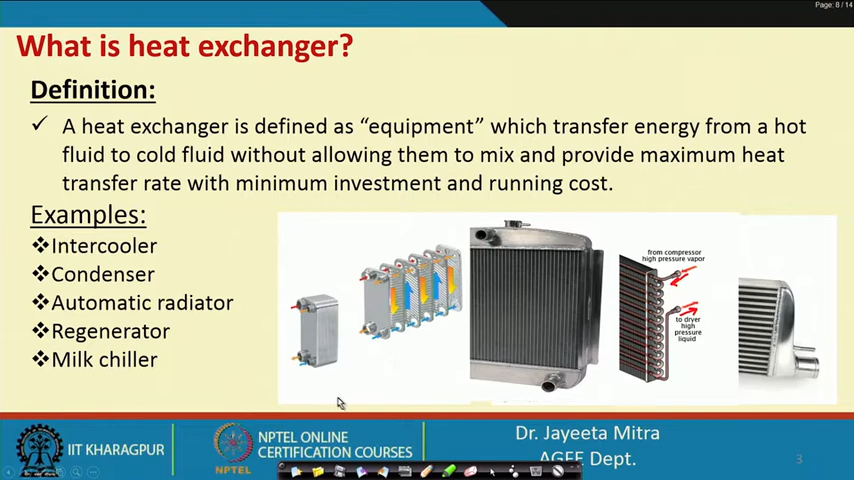 Page: 8 / 14
What is heat exchanger?
Definition:
✓ A heat exchanger is defined as “equipment” which transfer energy from a hot
fluid to cold fluid without allowing them to mix and provide maximum heat
transfer rate with minimum investment and running cost.
Examples:
❖Intercooler
❖Condenser
❖Automatic radiator
❖Regenerator
❖Milk chiller
from compressor
high pressure vapor
to dryer
high
pressure
liquid
IIT KHARAGPUR
NPTEL
NPTEL ONLINE
CERTIFICATION COURSES
Dr. Jayeeta Mitra
AGFE Dept.
3